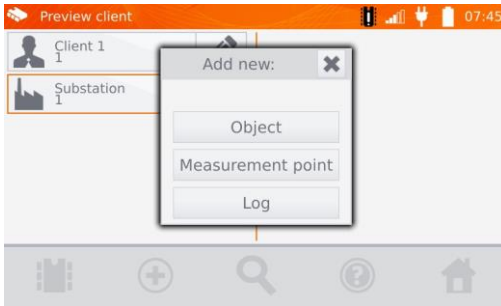 Preview client
07:45
Client 1
1
Substation
1
Add new:
Object
Measurement point
Log